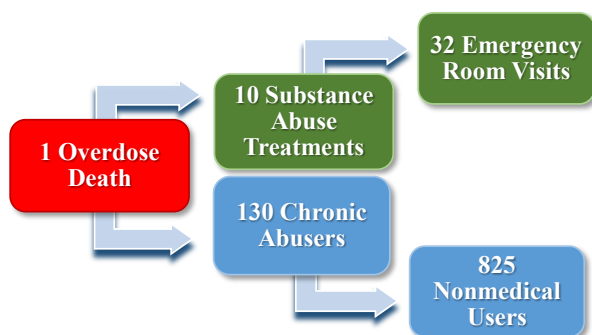 32 Emergency
Room Visits
10 Substance
Abuse
Treatments
1 Overdose
Death
130 Chronic
Abusers
825
Nonmedical
Users